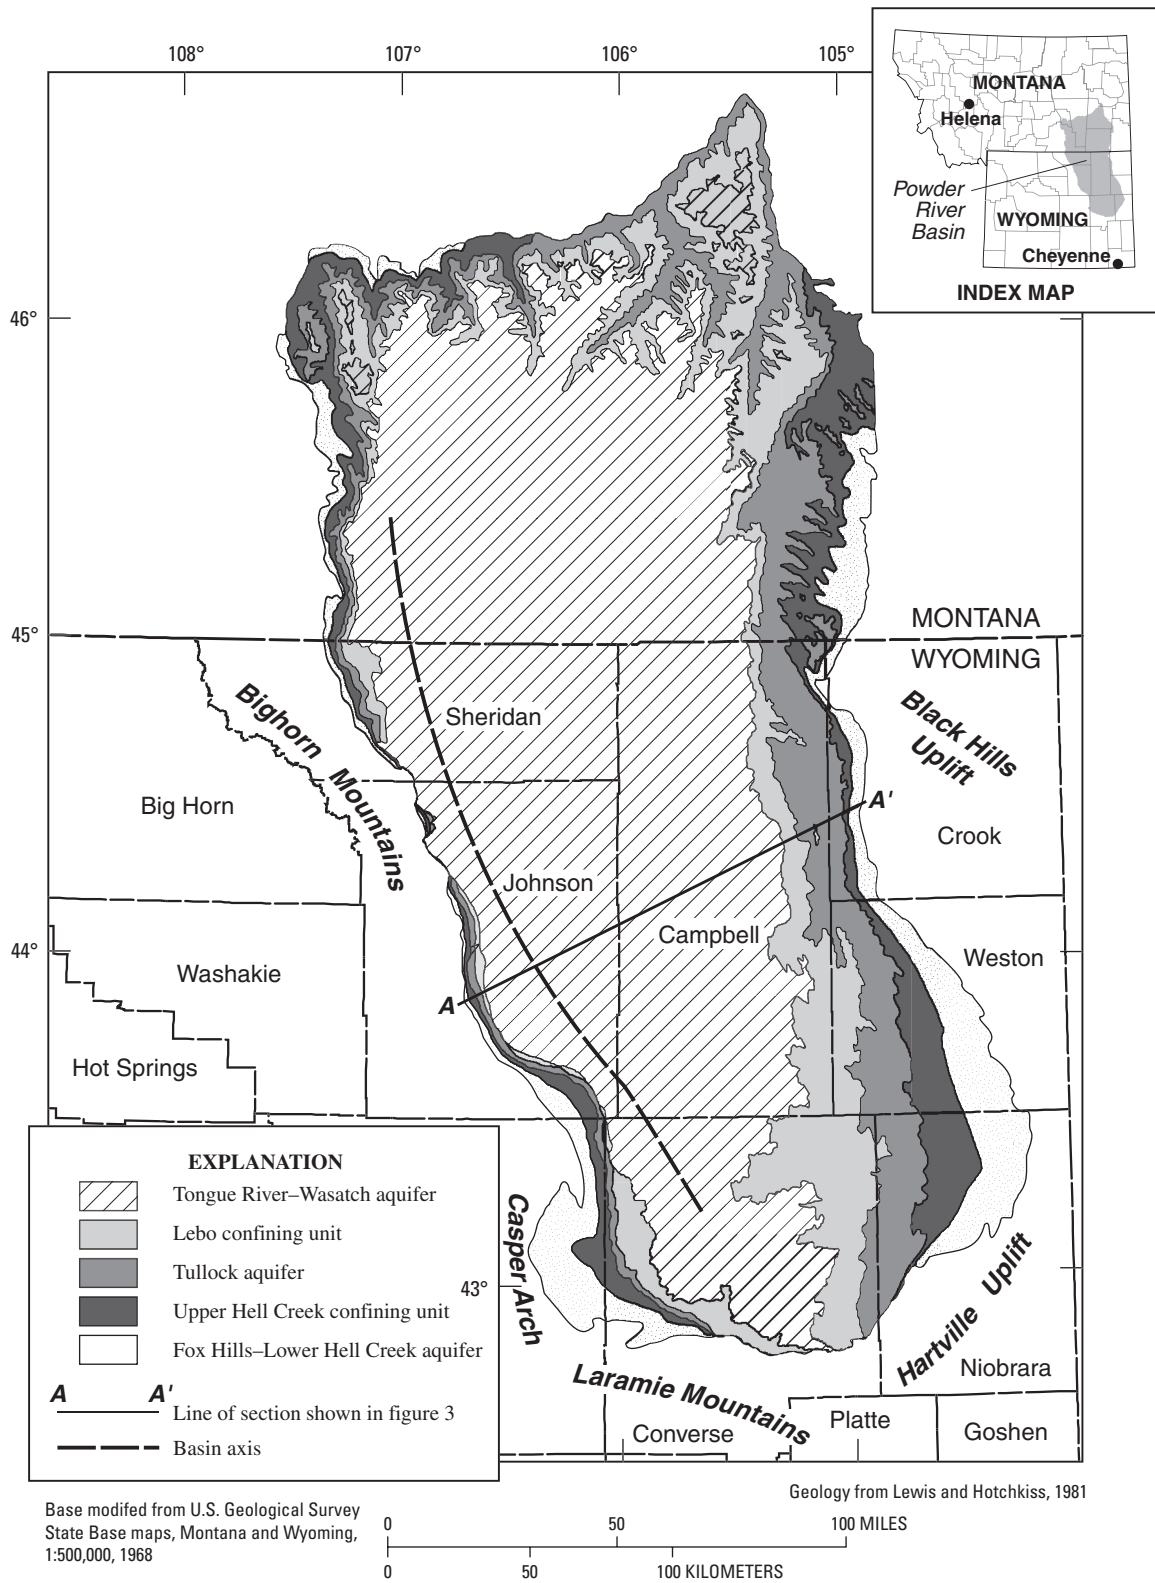 108°
107°
106°
105°
MONTANA
Helena
Powder
River
Basin
WYOMING
Cheyenne
INDEX MAP
46°
45°
MONTANA
WYOMING
Bighorn Mountains
Sheridan
Black Hills
Uplift
Big Horn
A'
Crook
Johnson
Campbell
44°
Weston
Washakie
A
Hot Springs
EXPLANATION
Tongue River–Wasatch aquifer
Lebo confining unit
Tullock aquifer
Upper Hell Creek confining unit
Fox Hills–Lower Hell Creek aquifer
A A'
Line of section shown in figure 3
Basin axis
Casper Arch
43°
Hartville Uplift
Niobrara
Laramie Mountains
Converse
Platte
Goshen
Base modifed from U.S. Geological Survey
State Base maps, Montana and Wyoming,
1:500,000, 1968
Geology from Lewis and Hotchkiss, 1981
0 50 100 MILES
0 50 100 KILOMETERS